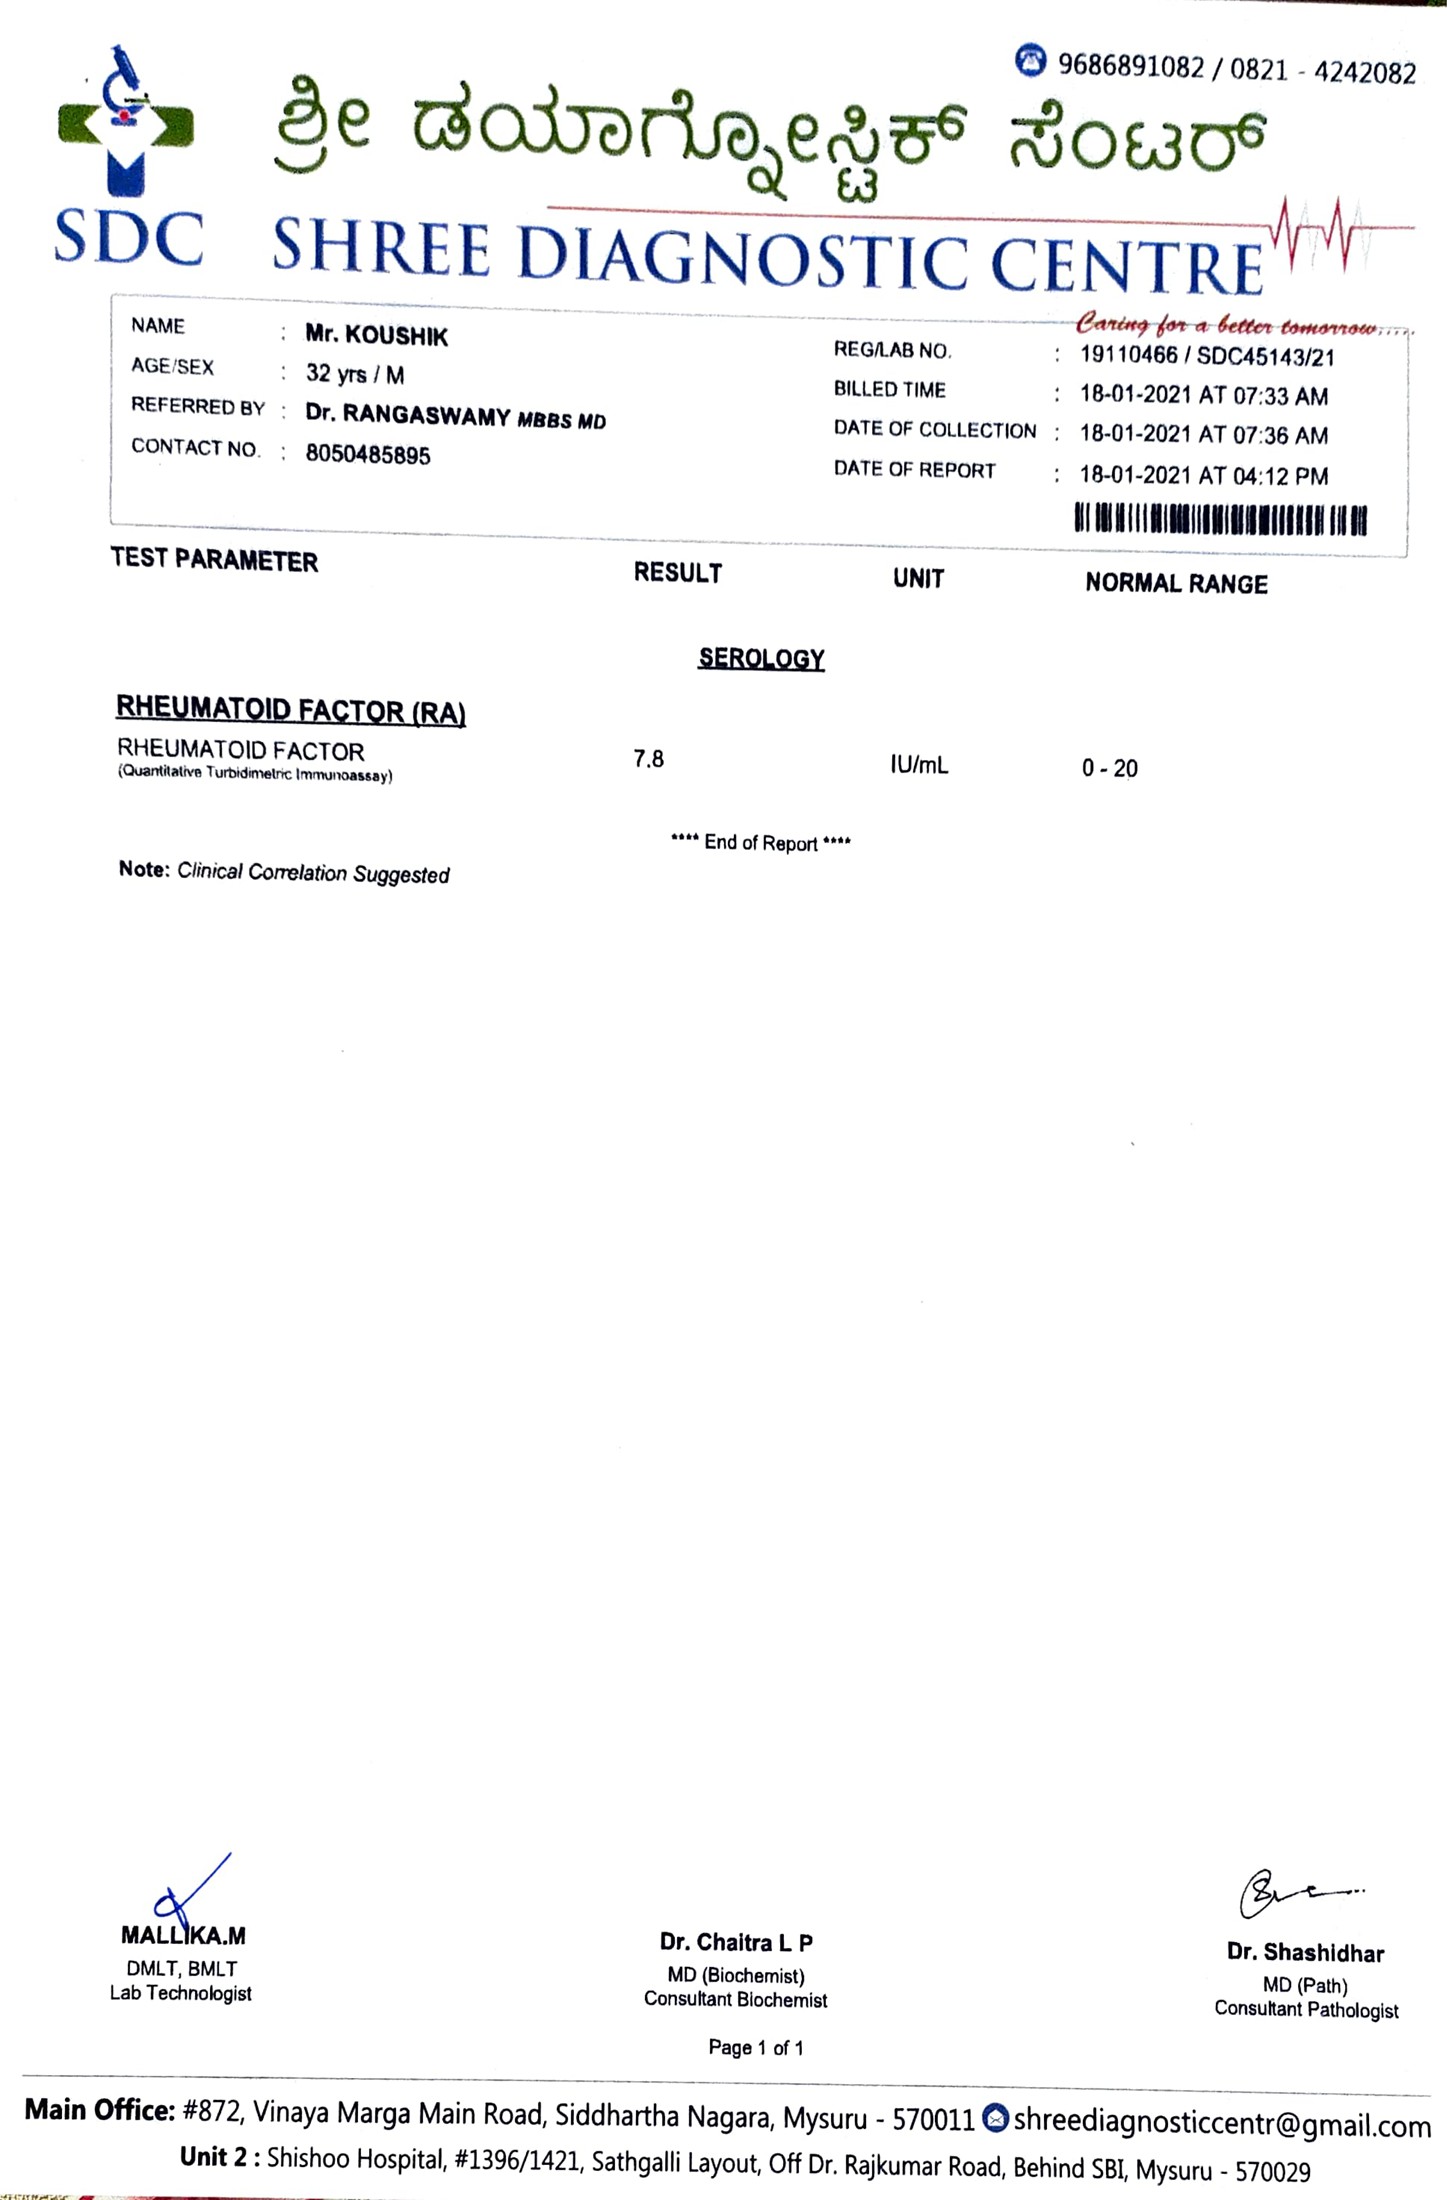 9686891082 / 0821 - 4242082
ಶ್ರೀ ಡಯಾಗ್ನೋಸ್ಟಿಕ್ ಸೆಂಟರ್
SDC SHREE DIAGNOSTIC CENTRE
Caring for a better tomorrow.....
NAME : Mr. KOUSHIK
AGE/SEX : 32 yrs / M
REFERRED BY : Dr. RANGASWAMY MBBS MD
CONTACT NO. : 8050485895
REG/LAB NO. : 19110466 / SDC45143/21
BILLED TIME : 18-01-2021 AT 07:33 AM
DATE OF COLLECTION : 18-01-2021 AT 07:36 AM
DATE OF REPORT : 18-01-2021 AT 04:12 PM
TEST PARAMETER RESULT UNIT NORMAL RANGE
SEROLOGY
RHEUMATOID FACTOR (RA)
RHEUMATOID FACTOR 7.8 IU/mL 0 - 20
(Quantitative Turbidimetric Immunoassay)
**** End of Report ****
Note: Clinical Correlation Suggested
MALLIKA.M
DMLT, BMLT
Lab Technologist
Dr. Chaitra L P
MD (Biochemist)
Consultant Biochemist
Dr. Shashidhar
MD (Path)
Consultant Pathologist
Page 1 of 1
Main Office: #872, Vinaya Marga Main Road, Siddhartha Nagara, Mysuru - 570011 shreediagnosticcentr@gmail.com
Unit 2 : Shishoo Hospital, #1396/1421, Sathgalli Layout, Off Dr. Rajkumar Road, Behind SBI, Mysuru - 570029